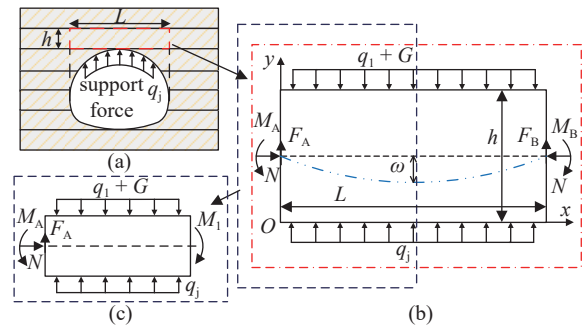 L
h
support
force
q_j
(a)
y
q_1 + G
M_A
F_A
N
ω
h
F_B
M_B
N
L
O
x
q_j
(b)
q_1 + G
M_A
F_A
N
M_1
q_j
(c)